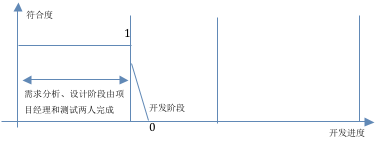 符合度
1
需求分析、设计阶段由项
目经理和测试两人完成
开发阶段
0
开发进度